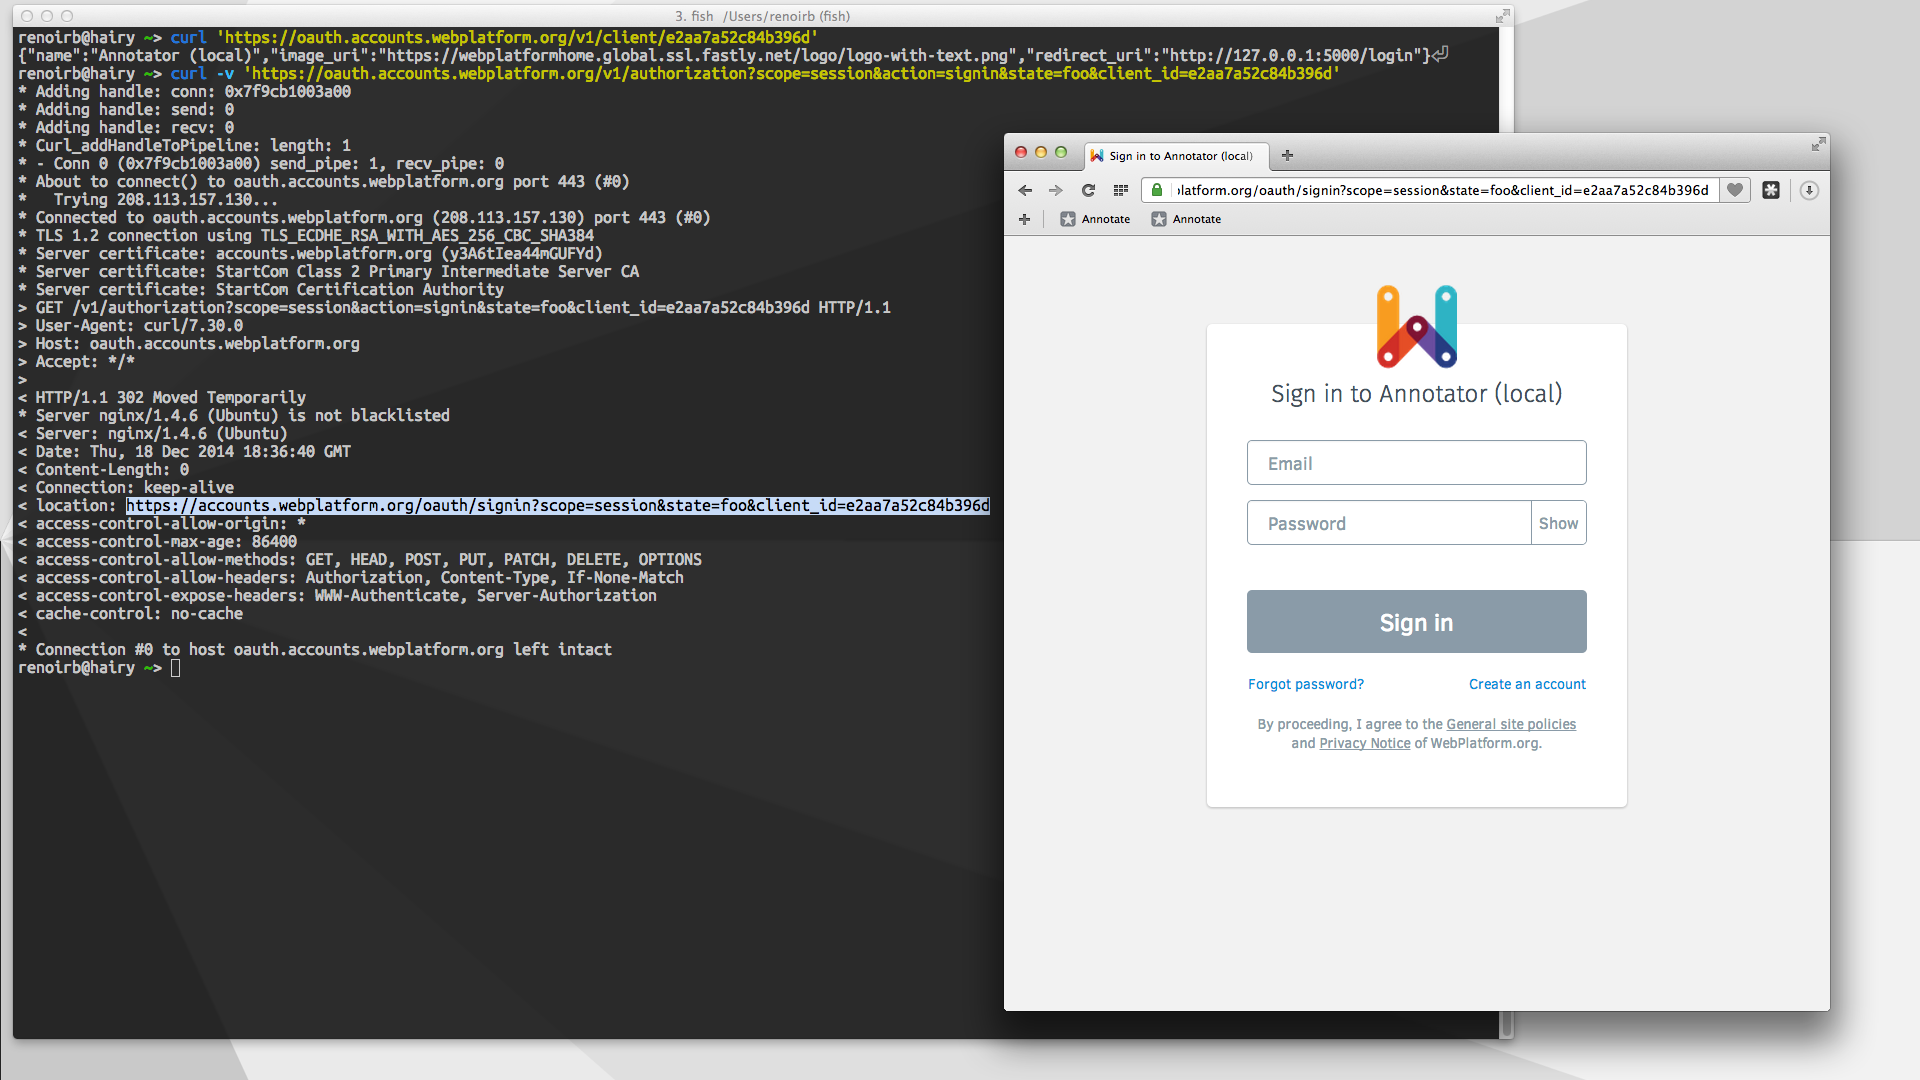 3. fish  /Users/renoirb (fish)
renoirb@hairy ~> curl 'https://oauth.accounts.webplatform.org/v1/client/e2aa7a52c84b396d'
{"name":"Annotator (local)","image_uri":"https://webplatformhome.global.ssl.fastly.net/logo/logo-with-text.png","redirect_uri":"http://127.0.0.1:5000/login"}⏎
renoirb@hairy ~> curl -v 'https://oauth.accounts.webplatform.org/v1/authorization?scope=session&action=signin&state=foo&client_id=e2aa7a52c84b396d'
* Adding handle: conn: 0x7f9cb1003a00
* Adding handle: send: 0
* Adding handle: recv: 0
* Curl_addHandleToPipeline: length: 1
* - Conn 0 (0x7f9cb1003a00) send_pipe: 1, recv_pipe: 0
* About to connect() to oauth.accounts.webplatform.org port 443 (#0)
*   Trying 208.113.157.130...
* Connected to oauth.accounts.webplatform.org (208.113.157.130) port 443 (#0)
* TLS 1.2 connection using TLS_ECDHE_RSA_WITH_AES_256_CBC_SHA384
* Server certificate: accounts.webplatform.org (y3A6tIea44mGUFYd)
* Server certificate: StartCom Class 2 Primary Intermediate Server CA
* Server certificate: StartCom Certification Authority
> GET /v1/authorization?scope=session&action=signin&state=foo&client_id=e2aa7a52c84b396d HTTP/1.1
> User-Agent: curl/7.30.0
> Host: oauth.accounts.webplatform.org
> Accept: */*
>
< HTTP/1.1 302 Moved Temporarily
* Server nginx/1.4.6 (Ubuntu) is not blacklisted
< Server: nginx/1.4.6 (Ubuntu)
< Date: Thu, 18 Dec 2014 18:36:40 GMT
< Content-Length: 0
< Connection: keep-alive
< location: https://accounts.webplatform.org/oauth/signin?scope=session&state=foo&client_id=e2aa7a52c84b396d
< access-control-allow-origin: *
< access-control-max-age: 86400
< access-control-allow-methods: GET, HEAD, POST, PUT, PATCH, DELETE, OPTIONS
< access-control-allow-headers: Authorization, Content-Type, If-None-Match
< access-control-expose-headers: WWW-Authenticate, Server-Authorization
< cache-control: no-cache
<
* Connection #0 to host oauth.accounts.webplatform.org left intact
renoirb@hairy ~>
Sign in to Annotator (local)
latform.org/oauth/signin?scope=session&state=foo&client_id=e2aa7a52c84b396d
Annotate Annotate
Sign in to Annotator (local)
Email
Password Show
Sign in
Forgot password? Create an account
By proceeding, I agree to the General site policies
and Privacy Notice of WebPlatform.org.